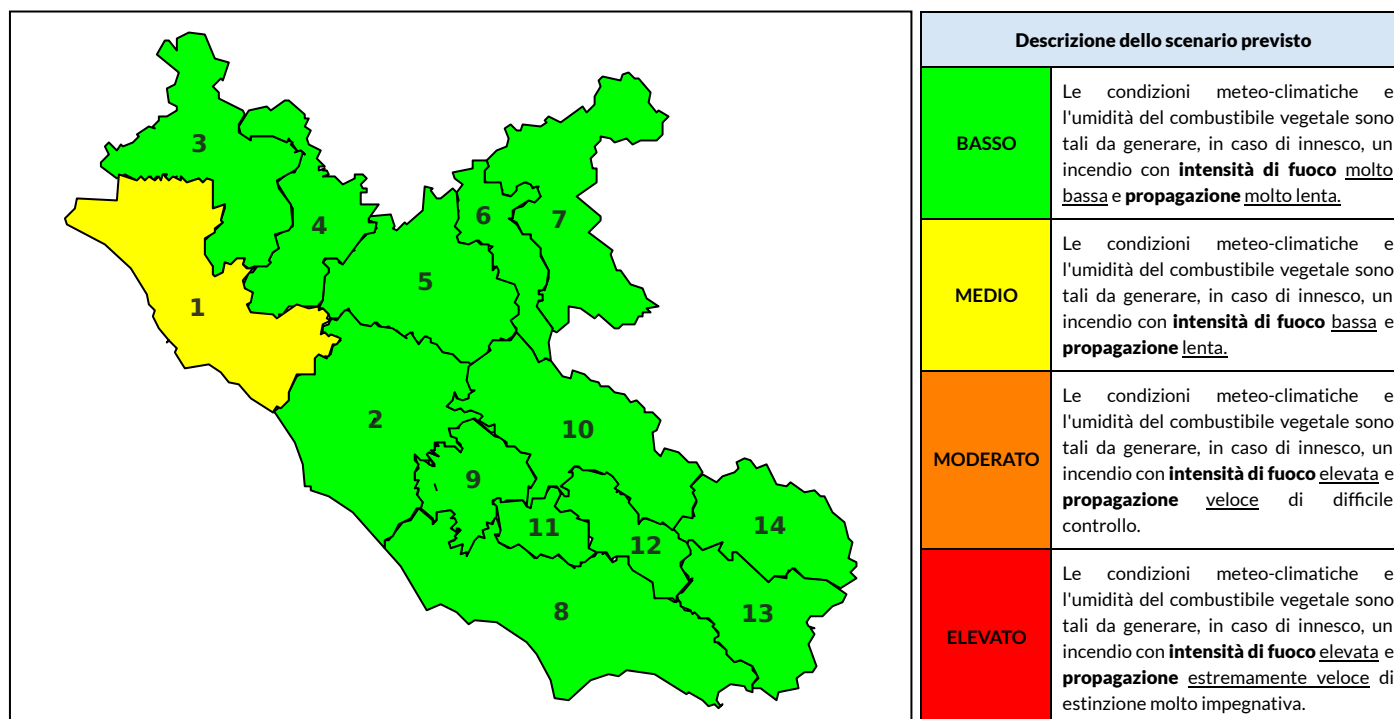 3
4
6
7
5
1
2
10
9
11
12
14
8
13
Descrizione dello scenario previsto
BASSO
Le condizioni meteo-climatiche e
l'umidità del combustibile vegetale sono
tali da generare, in caso di innesco, un
incendio con intensità di fuoco molto
bassa e propagazione molto lenta.
MEDIO
Le condizioni meteo-climatiche e
l'umidità del combustibile vegetale sono
tali da generare, in caso di innesco, un
incendio con intensità di fuoco bassa e
propagazione lenta.
MODERATO
Le condizioni meteo-climatiche e
l'umidità del combustibile vegetale sono
tali da generare, in caso di innesco, un
incendio con intensità di fuoco elevata e
propagazione veloce di difficile
controllo.
ELEVATO
Le condizioni meteo-climatiche e
l'umidità del combustibile vegetale sono
tali da generare, in caso di innesco, un
incendio con intensità di fuoco elevata e
propagazione estremamente veloce di
estinzione molto impegnativa.